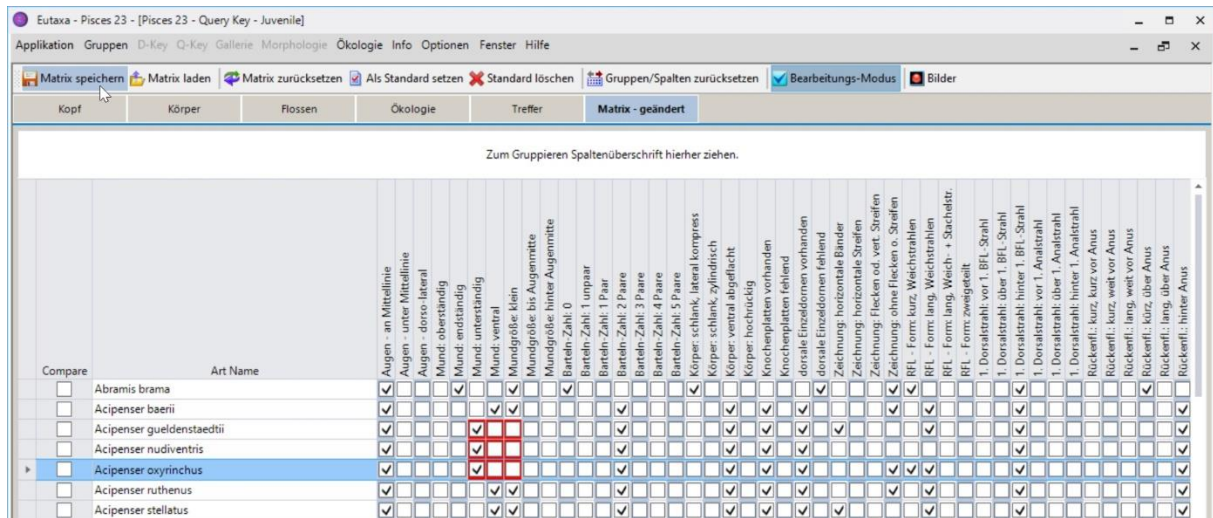 Eutaxa - Pisces 23 - [Pisces 23 - Query Key - Juvenile]
Applikation Gruppen D-Key Q-Key Gallerie Morphologie Ökologie Info Optionen Fenster Hilfe
Matrix speichern Matrix laden Matrix zurücksetzen Als Standard setzen Standard löschen Gruppen/Spalten zurücksetzen Bearbeitungs-Modus Bilder
Kopf Körper Flossen Ökologie Treffer Matrix - geändert
Zum Gruppieren Spaltenüberschrift hierher ziehen.
Compare
Art Name
Augen - an Mittellinie
Augen - unter Mittellinie
Augen - dorso-lateral
Mund: oberständig
Mund: endständig
Mund: unterständig
Mund: ventral
Mundgröße: klein
Mundgröße: bis Augenmitte
Mundgröße: hinter Augenmitte
Barteln-Zahl: 0
Barteln-Zahl: 1 unpaar
Barteln-Zahl: 1 Paar
Barteln-Zahl: 2 Paare
Barteln-Zahl: 3 Paare
Barteln-Zahl: 4 Paare
Barteln-Zahl: 5 Paare
Körper: schlank, lateral kompress
Körper: schlank, zylindrisch
Körper: ventral abgeflacht
Körper: hochrückig
Knochenplatten vorhanden
Knochenplatten fehlend
dorsale Einzeldornen vorhanden
dorsale Einzeldornen fehlend
Zeichnung: horizontale Bänder
Zeichnung: horizontale Streifen
Zeichnung: Flecken od. vert. Streifen
Zeichnung: ohne Flecken o. Streifen
RFL - Form: kurz, Weichstrahlen
RFL - Form: lang, Weichstrahlen
RFL - Form: lang, Weich- + Stachelstr.
RFL - Form: zweigeteilt
1. Dorsalstrahl: vor 1. BFL-Strahl
1. Dorsalstrahl: über 1. BFL-Strahl
1. Dorsalstrahl: hinter 1. BFL-Strahl
1. Dorsalstrahl: vor 1. Analstrahl
1. Dorsalstrahl: über 1. Analstrahl
1. Dorsalstrahl: hinter 1. Analstrahl
Rückenfl.: kurz, kurz vor Anus
Rückenfl.: kurz, weit vor Anus
Rückenfl.: lang, weit vor Anus
Rückenfl.: kürz, über Anus
Rückenfl.: lang, über Anus
Rückenfl.: hinter Anus
Abramis brama
Acipenser baerii
Acipenser gueldenstaedtii
Acipenser nudiventris
Acipenser oxyrinchus
Acipenser ruthenus
Acipenser stellatus